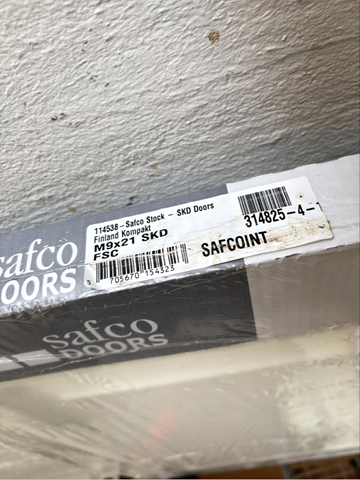 114538-Safco Stock - SKD Doors
Finland Kompakt
M9x21 SKD
FSC
705670 154323
314825-4-1
SAFCOINT
safco
DOORS
safco
DOORS